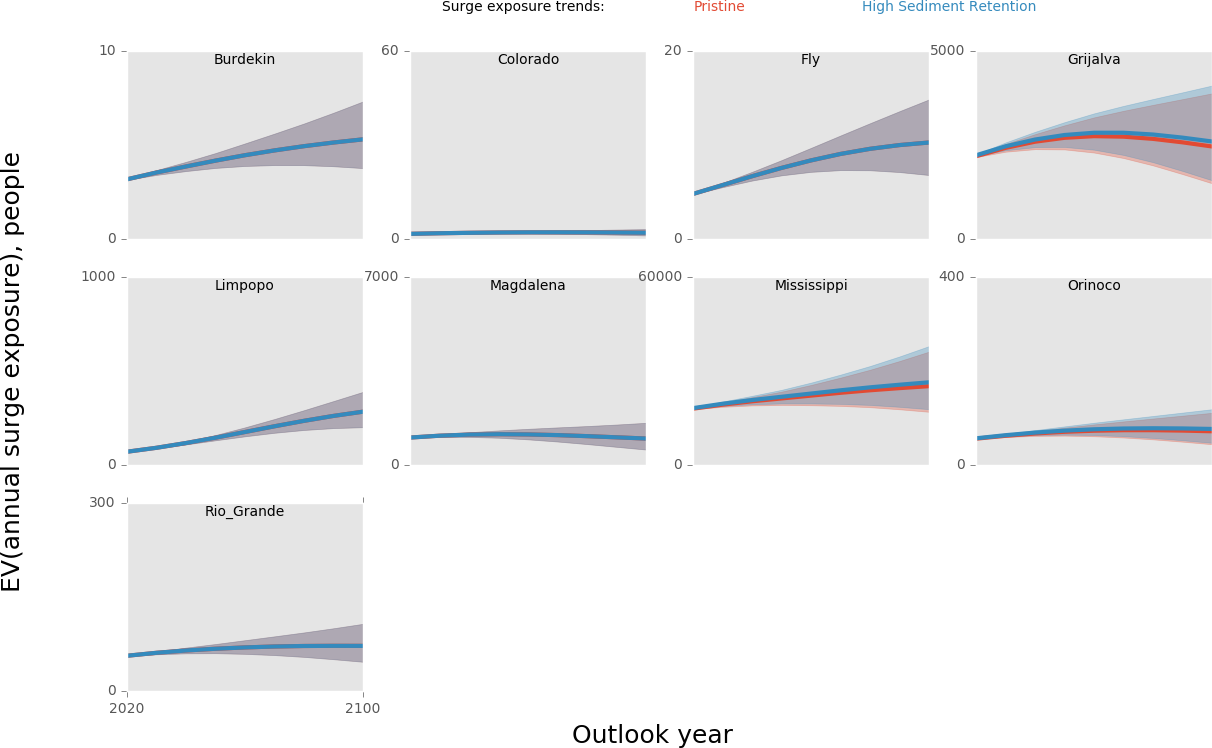 Surge exposure trends: Pristine High Sediment Retention
10 Burdekin 60 Colorado 20 Fly 5000 Grijalva
0 0 0 0
1000 Limpopo 7000 Magdalena 60000 Mississippi 400 Orinoco
0 0 0 0
300 Rio_Grande
0
2020 2100
EV(annual surge exposure), people
Outlook year